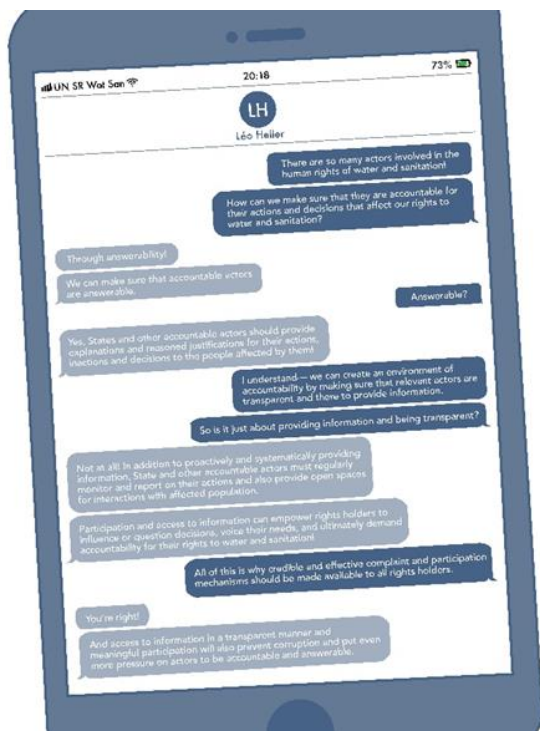 UN SR Wat San
20:18
73%
LH
Léo Heller
There are so many actors involved in the
human rights of water and sanitation!
How can we make sure that they are accountable for
their actions and decisions that affect our rights to
water and sanitation?
Through answerability!
We can make sure that accountable actors
are answerable.
Answerable?
Yes, States and other accountable actors should provide
explanations and reasoned justifications for their actions,
inactions and decisions to the people affected by them!
I understand — we can create an environment of
accountability by making sure that relevant actors are
transparent and there to provide information.
So is it just about providing information and being transparent?
Not at all! In addition to proactively and systematically providing
information, State and other accountable actors must regularly
monitor and report on their actions and also provide open spaces
for interactions with affected population.
Participation and access to information can empower rights holders to
influence or question decisions, voice their needs, and ultimately demand
accountability for their rights to water and sanitation!
All of this is why credible and effective complaint and participation
mechanisms should be made available to all rights holders.
You're right!
And access to information in a transparent manner and
meaningful participation will also prevent corruption and put even
more pressure on actors to be accountable and answerable.